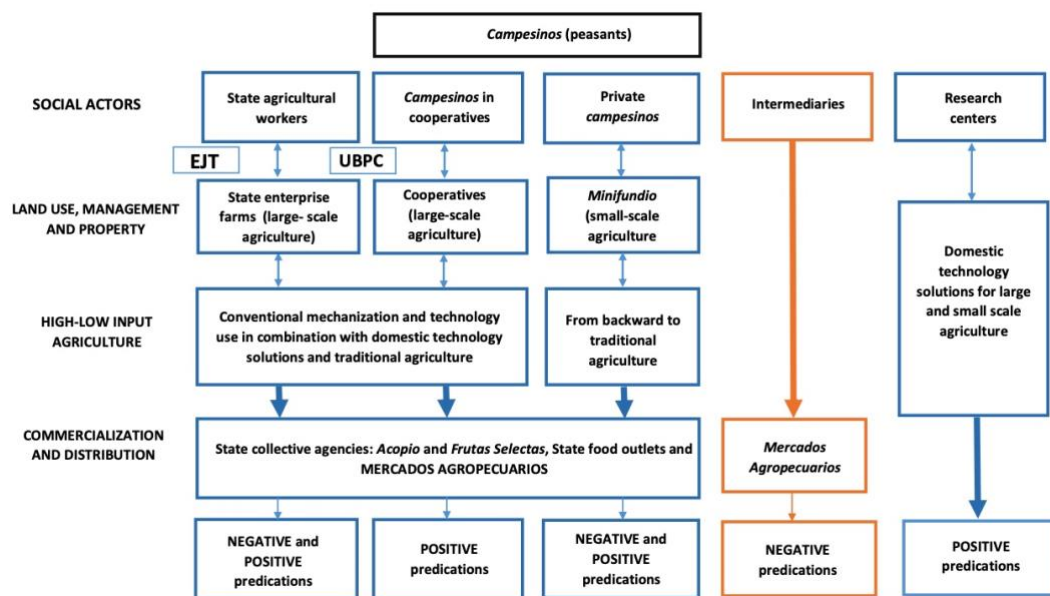 Campesinos (peasants)
SOCIAL ACTORS
State agricultural
workers
Campesinos in
cooperatives
Private
campesinos
Intermediaries
Research
centers
EJT
UBPC
LAND USE, MANAGEMENT
AND PROPERTY
State enterprise
farms (large- scale
agriculture)
Cooperatives
(large-scale
agriculture)
Minifundio
(small-scale
agriculture
Domestic
technology
solutions for large
and small scale
agriculture
HIGH-LOW INPUT
AGRICULTURE
Conventional mechanization and technology
use in combination with domestic technology
solutions and traditional agriculture
From backward to
traditional
agriculture
COMMERCIALIZATION
AND DISTRIBUTION
State collective agencies: Acopio and Frutas Selectas, State food outlets and
MERCADOS AGROPECUARIOS
Mercados
Agropecuarios
NEGATIVE and
POSITIVE
predications
POSITIVE
predications
NEGATIVE and
POSITIVE
predications
NEGATIVE
predications
POSITIVE
predications